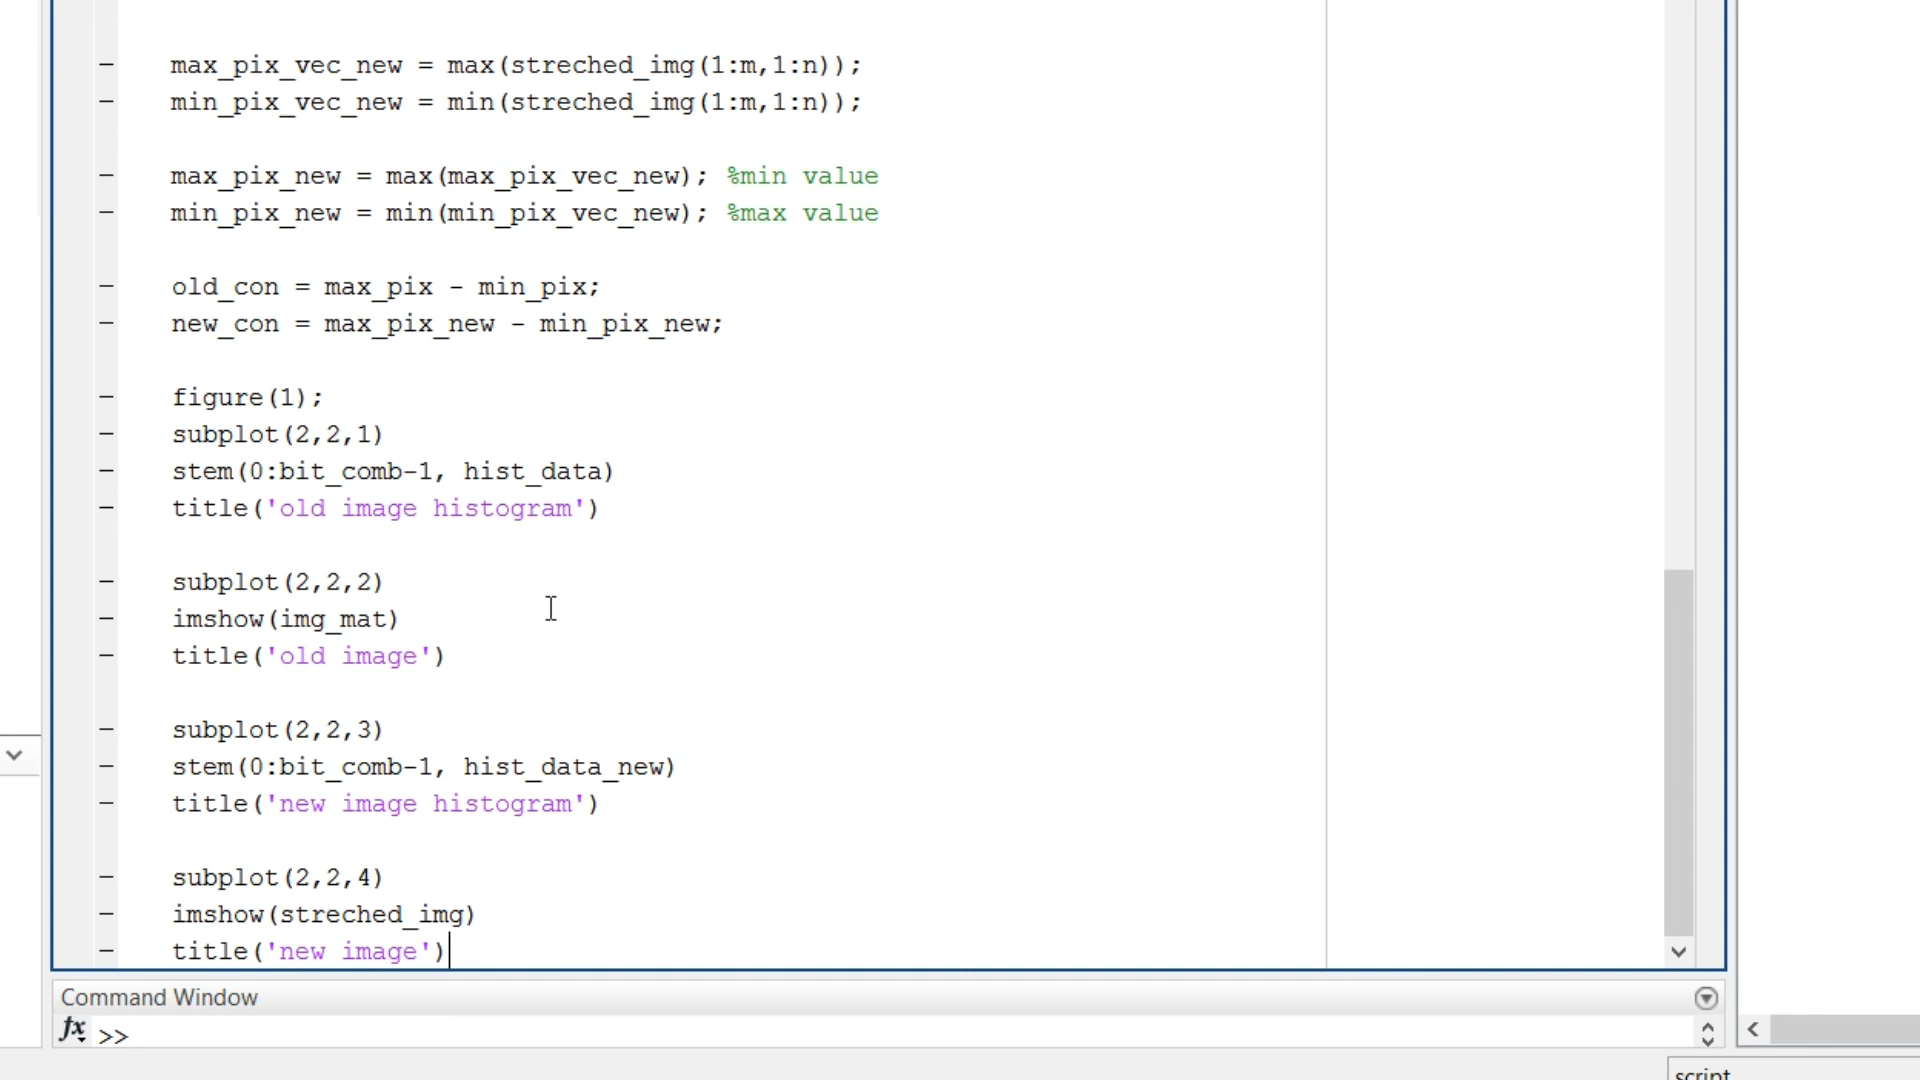 max_pix_vec_new = max(streched_img(1:m,1:n));
min_pix_vec_new = min(streched_img(1:m,1:n));
max_pix_new = max(max_pix_vec_new); %min value
min_pix_new = min(min_pix_vec_new); %max value
old_con = max_pix - min_pix;
new_con = max_pix_new - min_pix_new;
figure(1);
subplot(2,2,1)
stem(0:bit_comb-1, hist_data)
title('old image histogram')
subplot(2,2,2)
imshow(img_mat)
title('old image')
subplot(2,2,3)
stem(0:bit_comb-1, hist_data_new)
title('new image histogram')
subplot(2,2,4)
imshow(streched_img)
title('new image')
Command Window
fx >>
script